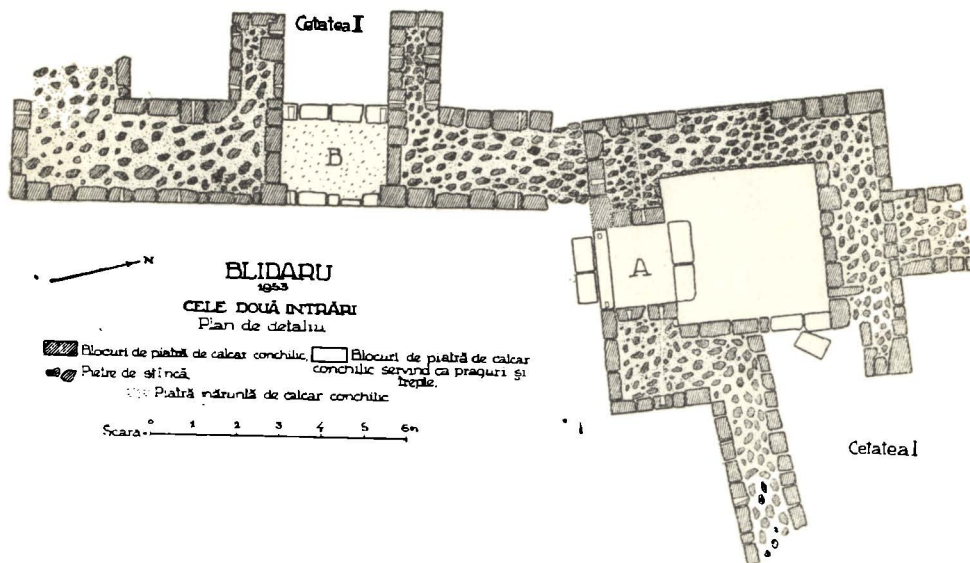 Cetatea I
B
A
N
BLIDARU
1953
CELE DOUĂ INTRĂRI
Plan de detaliu
Blocuri de piatră de calcar conchilic.
Blocuri de piatră de calcar
conchilic servind ca praguri și
trepte.
Pietre de stîncă
Piatră măruntă de calcar conchilic
Scara
0 1 2 3 4 5 6m
Cetatea I